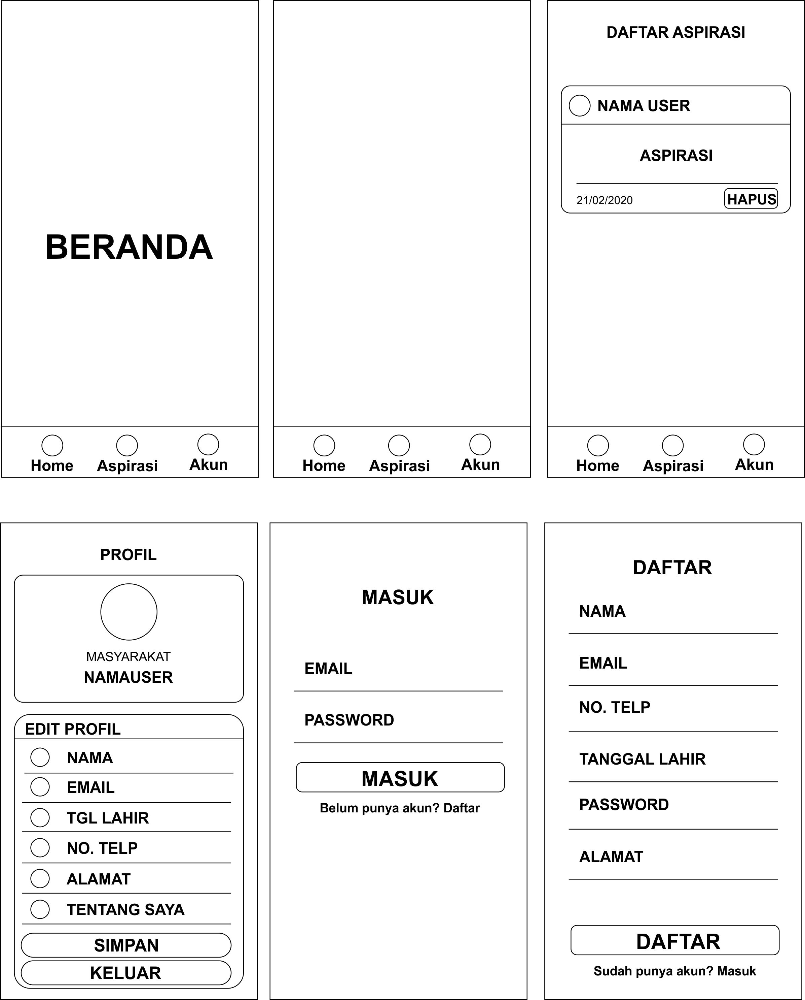 BERANDA
Home Aspirasi Akun
Home Aspirasi Akun
DAFTAR ASPIRASI
NAMA USER
ASPIRASI
21/02/2020 HAPUS
Home Aspirasi Akun
PROFIL
MASYARAKAT
NAMAUSER
EDIT PROFIL
NAMA
EMAIL
TGL LAHIR
NO. TELP
ALAMAT
TENTANG SAYA
SIMPAN
KELUAR
MASUK
EMAIL
PASSWORD
MASUK
Belum punya akun? Daftar
DAFTAR
NAMA
EMAIL
NO. TELP
TANGGAL LAHIR
PASSWORD
ALAMAT
DAFTAR
Sudah punya akun? Masuk